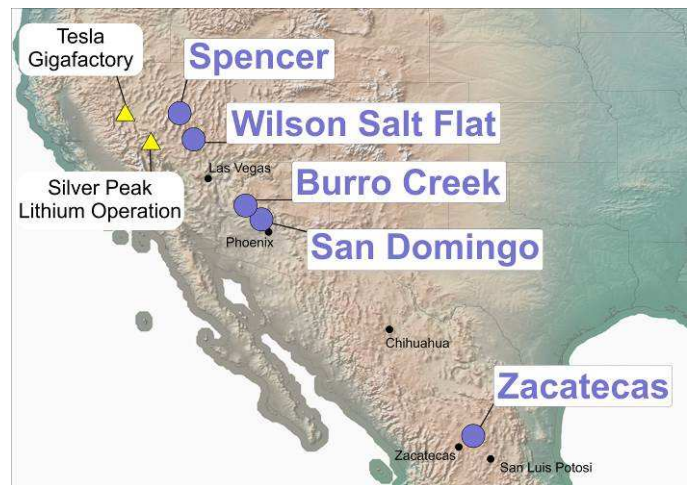 Tesla
Gigafactory
Spencer
Wilson Salt Flat
Las Vegas
Silver Peak
Lithium Operation
Burro Creek
Phoenix
San Domingo
Chihuahua
Zacatecas
Zacatecas
San Luis Potosi